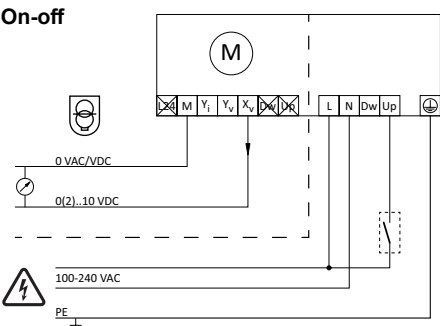 On-off
M
L24 M Yi Yv Xv Dw Up L N Dw Up
0 VAC/VDC
0(2)..10 VDC
100-240 VAC
PE